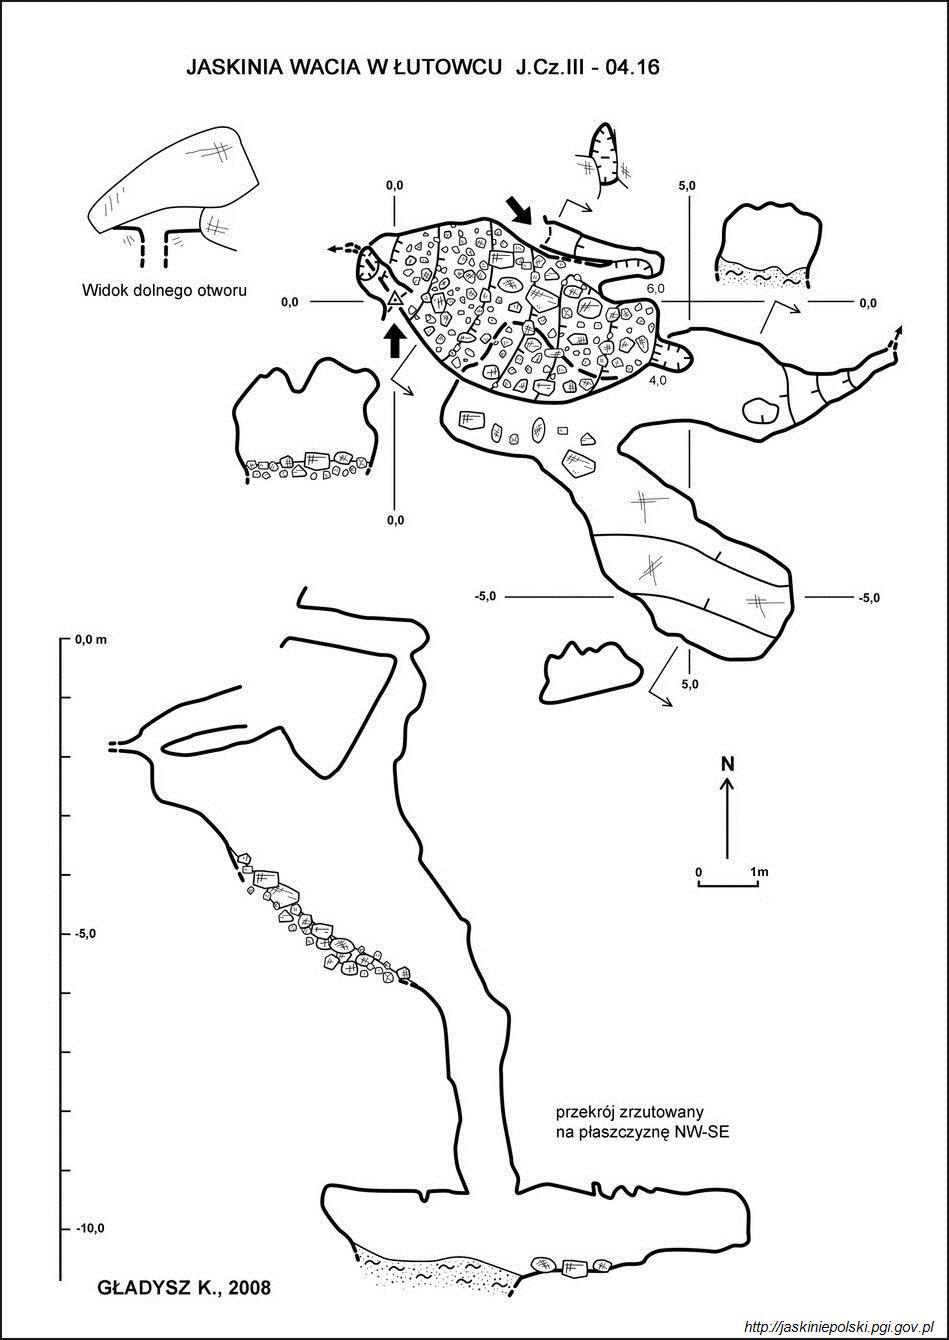 JASKINIA WACIA W ŁUTOWCU J.Cz.III - 04.16
0,0
5,0
Widok dolnego otworu
0,0
6,0
0,0
4,0
0,0
-5,0
-5,0
5,0
0,0 m
N
0
1m
-5,0
przekrój zrzutowany
na płaszczyznę NW-SE
-10,0
GŁADYSZ K., 2008
http://jaskiniepolski.pgi.gov.pl